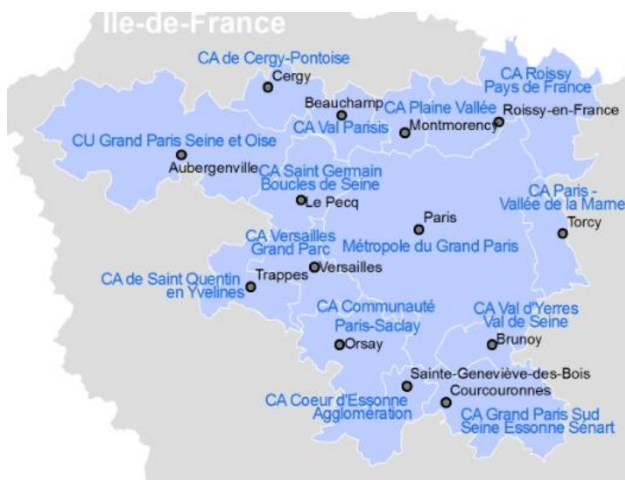 Ile-de-France
CA de Cergy-Pontoise
Cergy
CA Roissy
Pays de France
Beauchamp
CA Plaine Vallée
Roissy-en-France
CA Val Parisis
Montmorency
CU Grand Paris Seine et Oise
Aubergenville
CA Saint Germain
Boucles de Seine
Le Pecq
CA Paris -
Vallée de la Marne
Torcy
Paris
Métropole du Grand Paris
CA Versailles
Grand Parc
Versailles
Trappes
CA de Saint Quentin
en Yvelines
CA Communauté
Paris-Saclay
Orsay
CA Val d'Yerres
Val de Seine
Brunoy
Sainte-Geneviève-des-Bois
Courcouronnes
CA Coeur d'Essonne
Agglomération
CA Grand Paris Sud
Seine Essonne Sénart